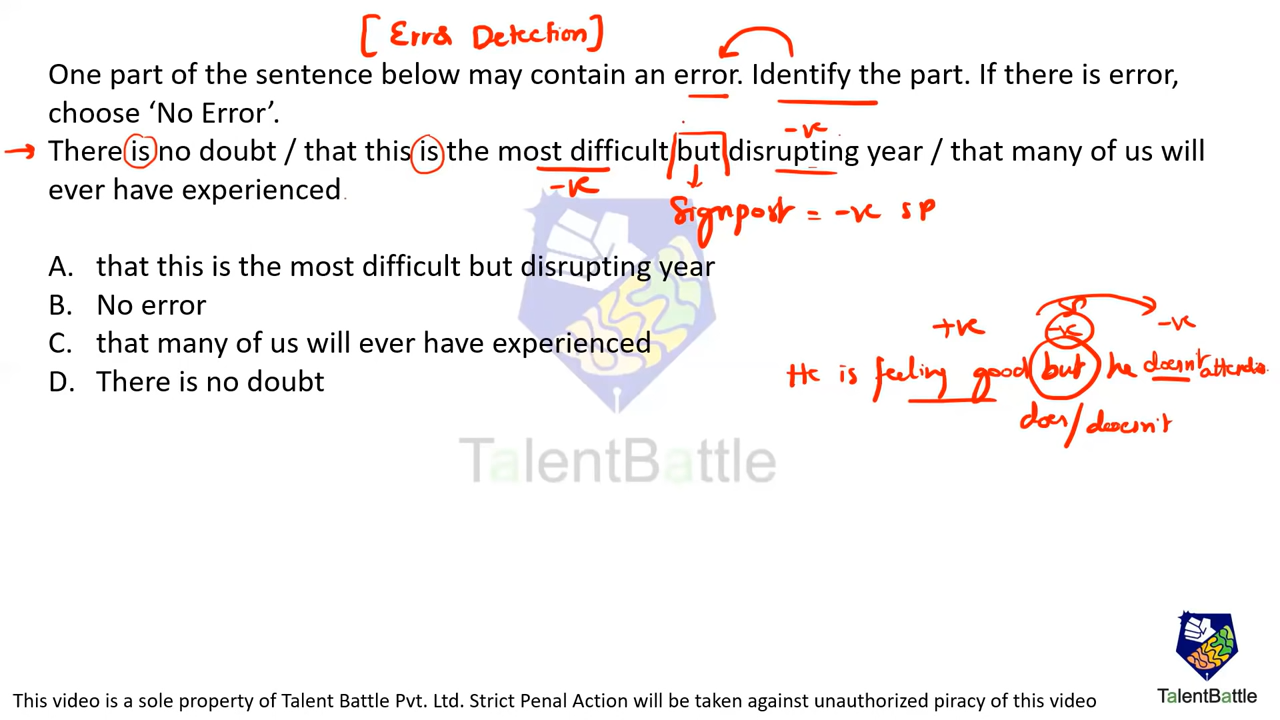 [Error Detection]
One part of the sentence below may contain an error. Identify the part. If there is error,
choose ‘No Error’.
-ve
→ There is no doubt / that this is the most difficult but disrupting year / that many of us will
ever have experienced.
-ve
Signpost = -ve SP
A. that this is the most difficult but disrupting year
B. No error
C. that many of us will ever have experienced
D. There is no doubt
SP
+ve -ve -ve
He is feeling good but he doesn't
does/doesn't
TalentBattle
TalentBattle
This video is a sole property of Talent Battle Pvt. Ltd. Strict Penal Action will be taken against unauthorized piracy of this video